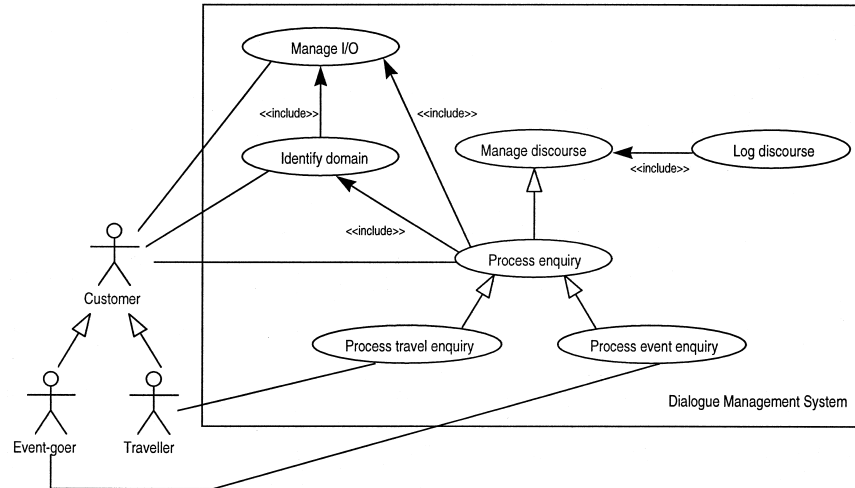 Manage I/O
<<include>>
<<include>>
Identify domain
Manage discourse
Log discourse
<<include>>
<<include>>
Process enquiry
Customer
Process travel enquiry
Process event enquiry
Dialogue Management System
Event-goer
Traveller